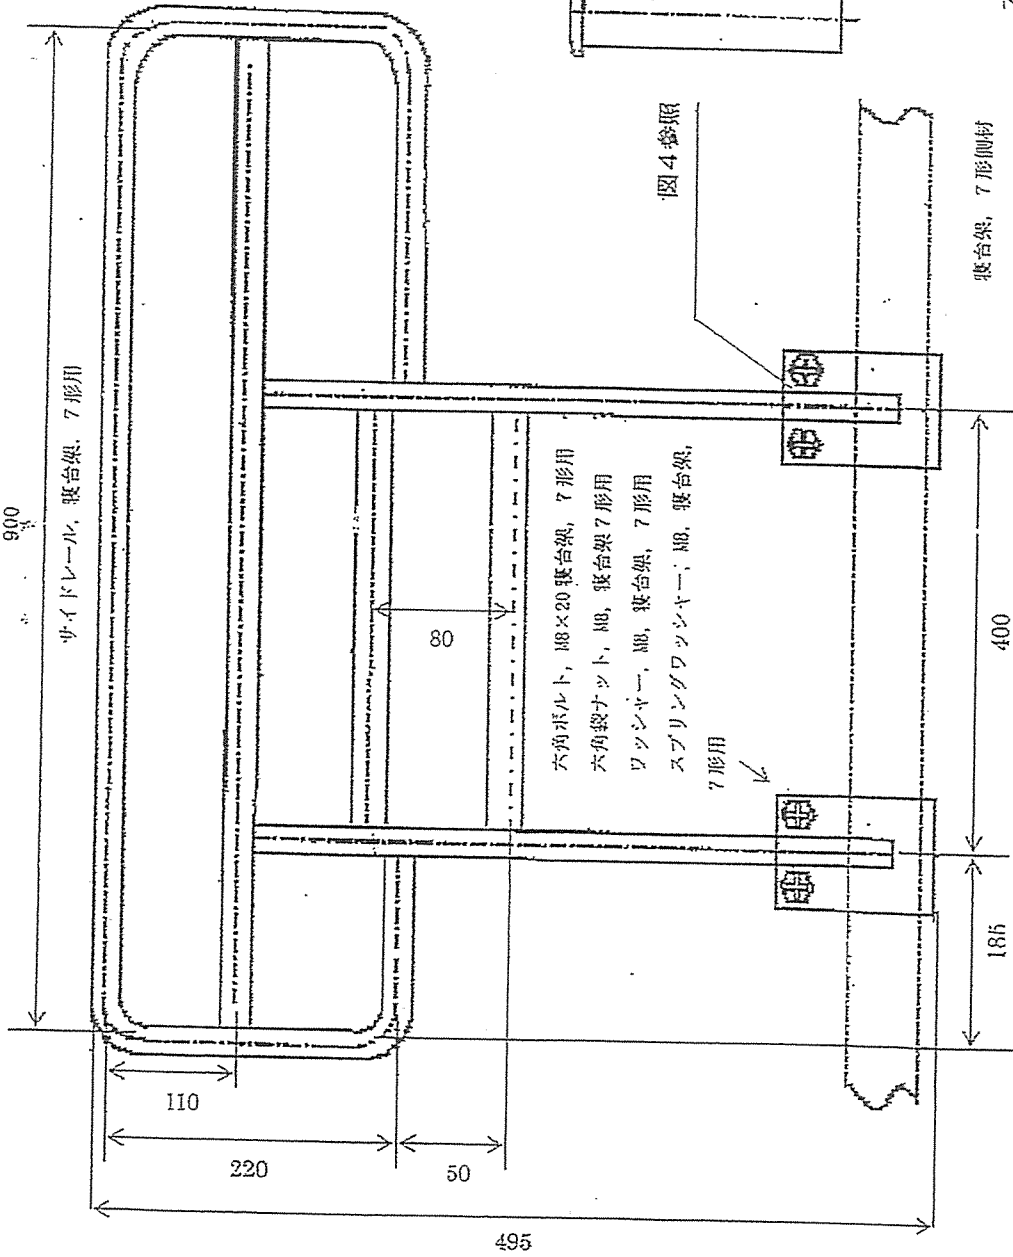 900
サイドレール, 寝台架, 7形用
図4参照
寝台架, 7形側材
六角ボルト, M8×20寝台架, 7形用
六角袋ナット, M8, 寝台架7形用
ワッシャー, M8, 寝台架, 7形用
スプリングワッシャー, M8, 寝台架,
7形用
80
400
185
110
220
50
495